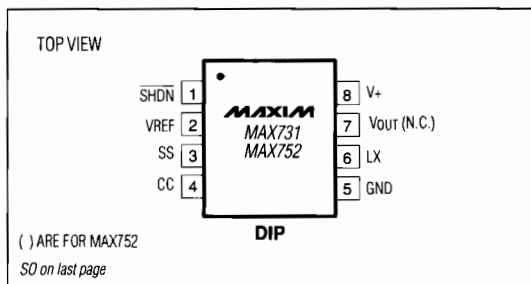 TOP VIEW
SHDN 1
VREF 2
SS 3
CC 4
MAXIM
MAX731
MAX752
8 V+
7 VOUT (N.C.)
6 LX
5 GND
DIP
( ) ARE FOR MAX752
SO on last page